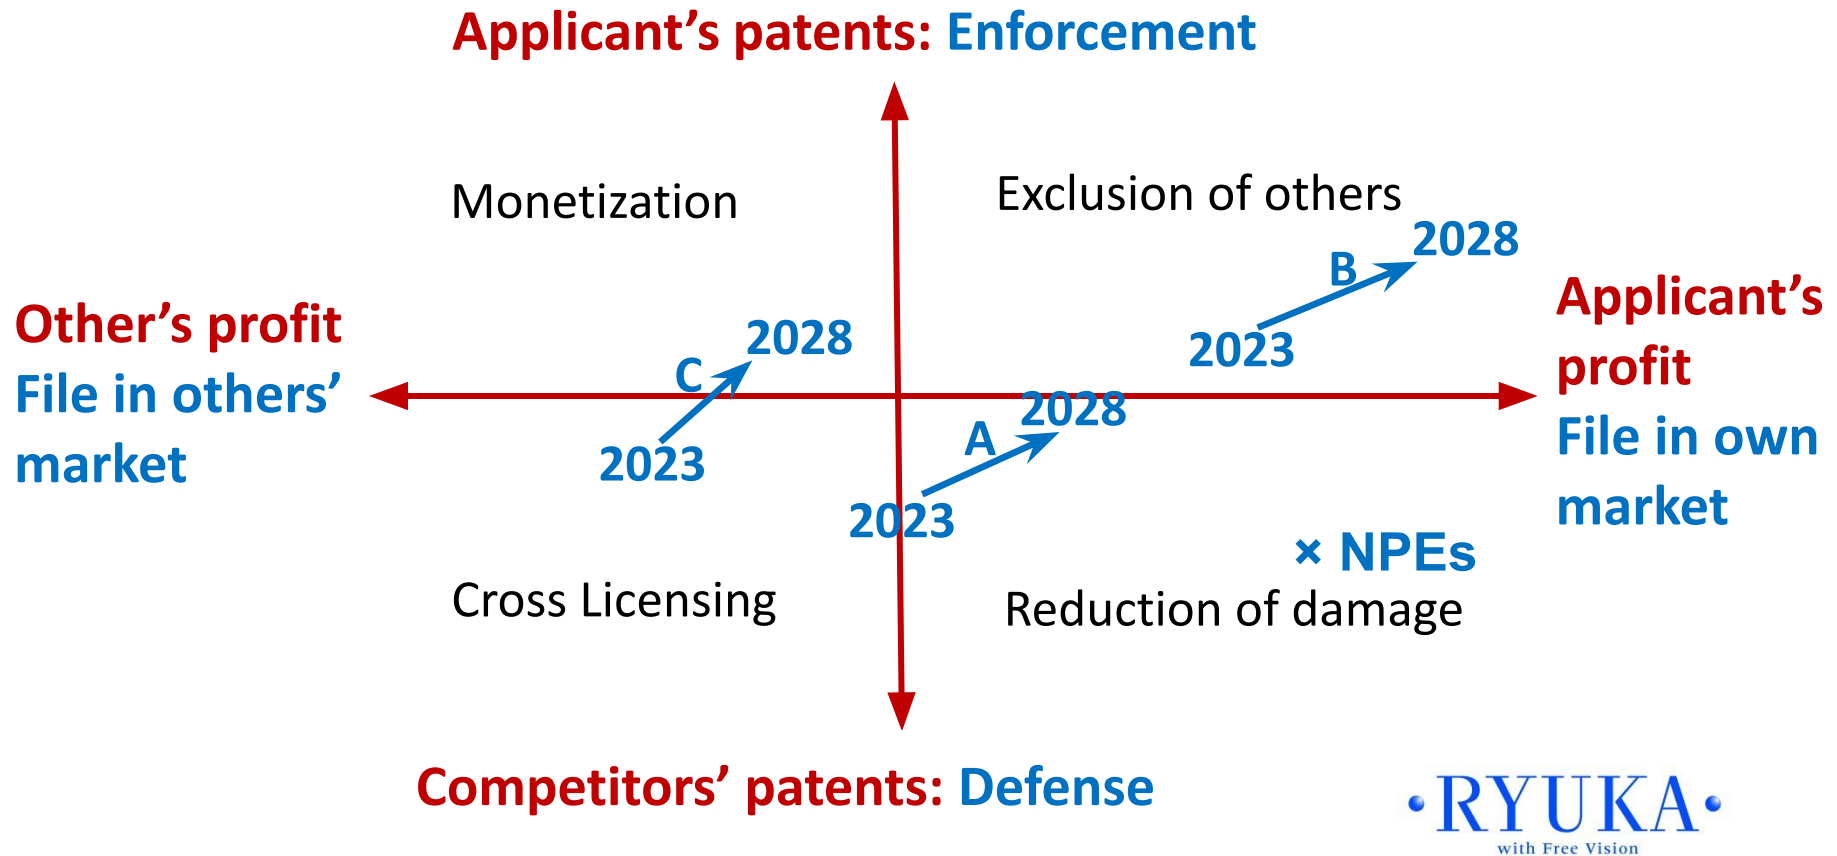 Applicant’s patents: Enforcement
Monetization
Exclusion of others
2028
B
2023
Other’s profit
File in others’
market
2028
C
2023
Applicant’s
profit
File in own
market
2028
A
2023
× NPEs
Cross Licensing
Reduction of damage
Competitors’ patents: Defense
RYUKA
with Free Vision